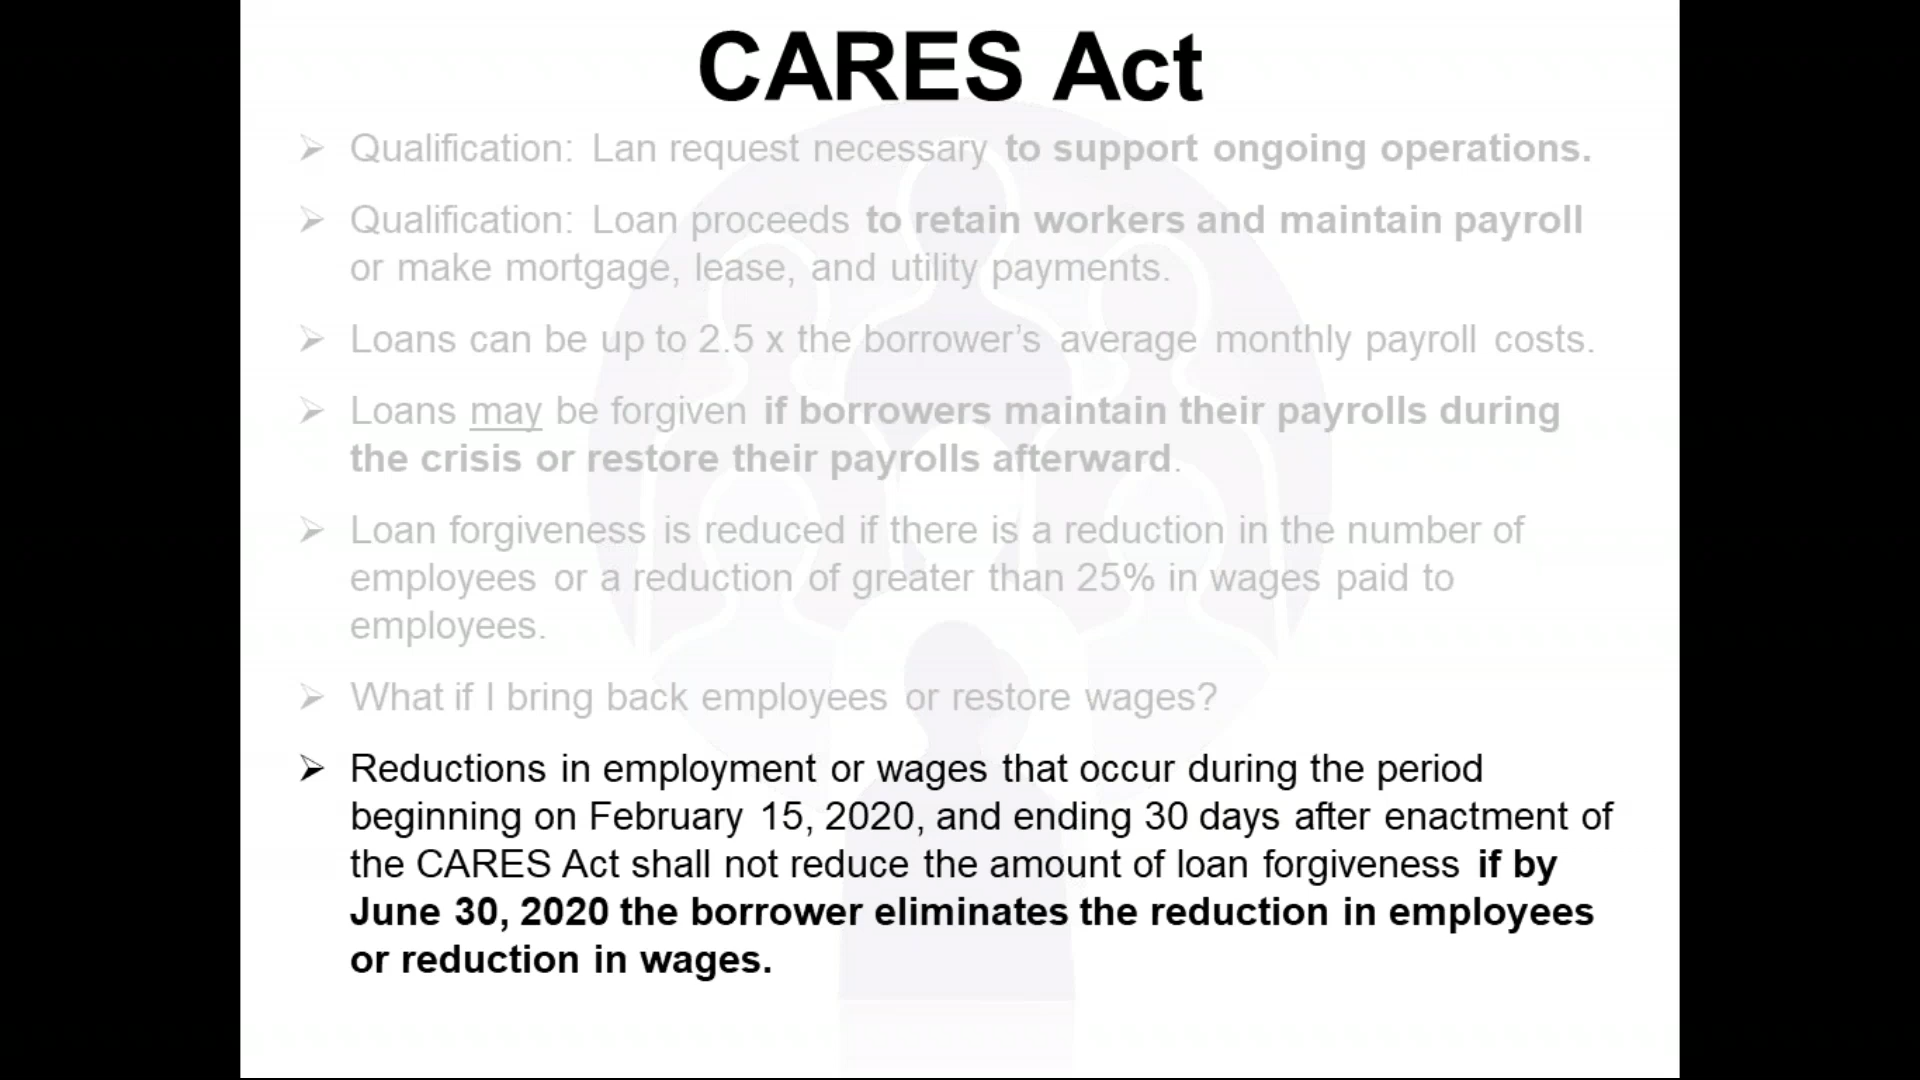 CARES Act
➢ Qualification: Lan request necessary to support ongoing operations.
➢ Qualification: Loan proceeds to retain workers and maintain payroll
or make mortgage, lease, and utility payments.
➢ Loans can be up to 2.5 x the borrower's average monthly payroll costs.
➢ Loans may be forgiven if borrowers maintain their payrolls during
the crisis or restore their payrolls afterward.
➢ Loan forgiveness is reduced if there is a reduction in the number of
employees or a reduction of greater than 25% in wages paid to
employees.
➢ What if I bring back employees or restore wages?
➢ Reductions in employment or wages that occur during the period
beginning on February 15, 2020, and ending 30 days after enactment of
the CARES Act shall not reduce the amount of loan forgiveness if by
June 30, 2020 the borrower eliminates the reduction in employees
or reduction in wages.